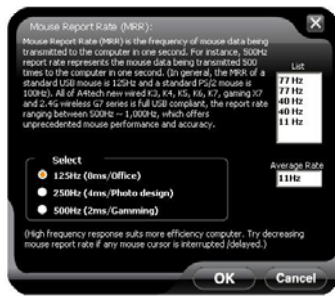 Mouse Report Rate (MRR):
Mouse Report Rate (MRR) is the frequency of mouse data being
transmitted to the computer in one second. For instance, 500Hz
report rate represents the mouse data being transmitted 500
times to the computer in one second. (In general, the MRR of a
standard USB mouse is 125Hz and a standard PS/2 mouse is
100Hz). All of A4tech new wired K3, K4, K5, K6, K7, gaming X7
and 2.4G wireless G7 series is full USB compliant, the report rate
ranging between 500Hz ~ 1,000Hz, which offers
unprecedented mouse performance and accuracy.
List
77 Hz
77 Hz
40 Hz
40 Hz
11 Hz
Select
125Hz (8ms/Office)
250Hz (4ms/Photo design)
500Hz (2ms/Gamming)
Average Rate
11Hz
(High frequency response suits more efficiency computer. Try decreasing
mouse report rate if any mouse cursor is interrupted /delayed.)
OK
Cancel